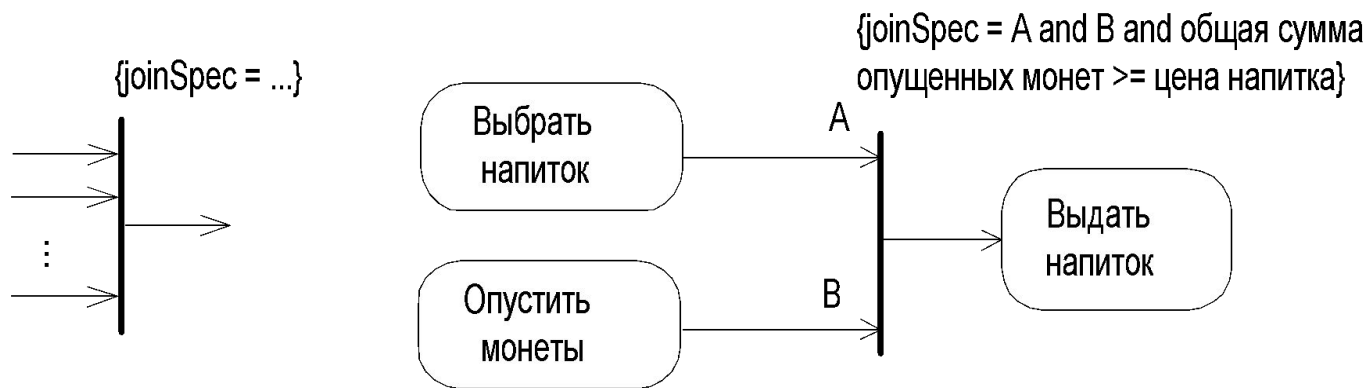 {joinSpec = ...}
{joinSpec = A and B and общая сумма
опущенных монет >= цена напитка}
Выбрать
напиток
A
Выдать
напиток
Опустить
монеты
B